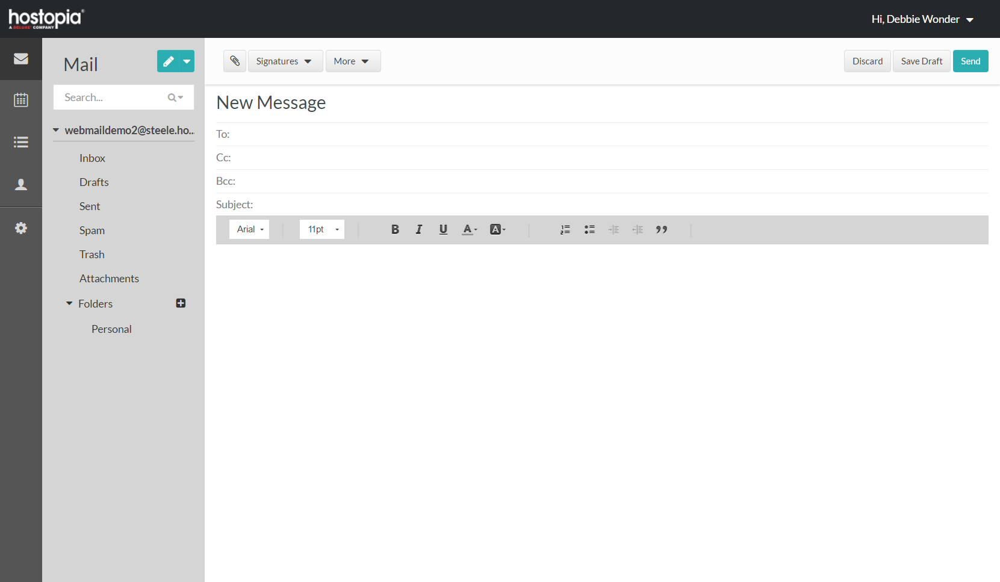 hostopia®
A DELUXE COMPANY
Hi, Debbie Wonder
Mail
Search...
webmaildemo2@steele.ho...
Inbox
Drafts
Sent
Spam
Trash
Attachments
Folders
Personal
Signatures
More
Discard
Save Draft
Send
New Message
To:
Cc:
Bcc:
Subject:
Arial
11pt
B
I
U
A
A